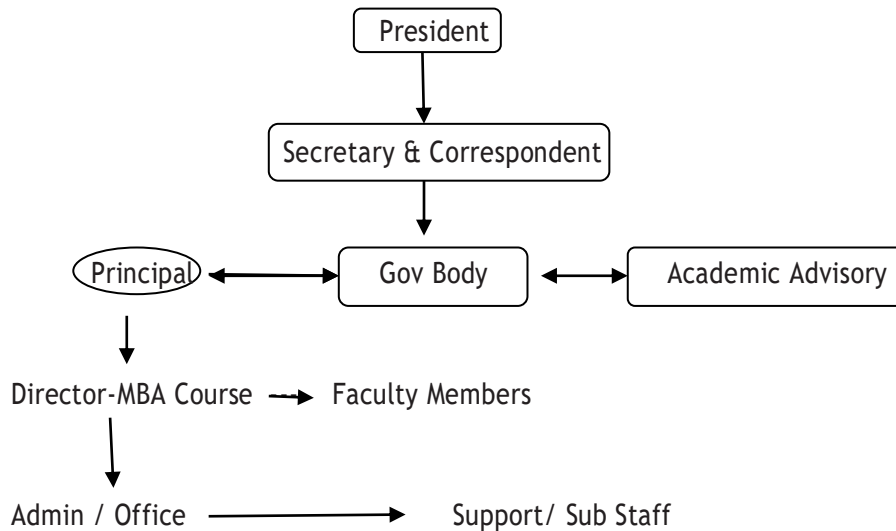 President
Secretary & Correspondent
Principal Gov Body Academic Advisory
Director-MBA Course Faculty Members
Admin / Office Support/ Sub Staff